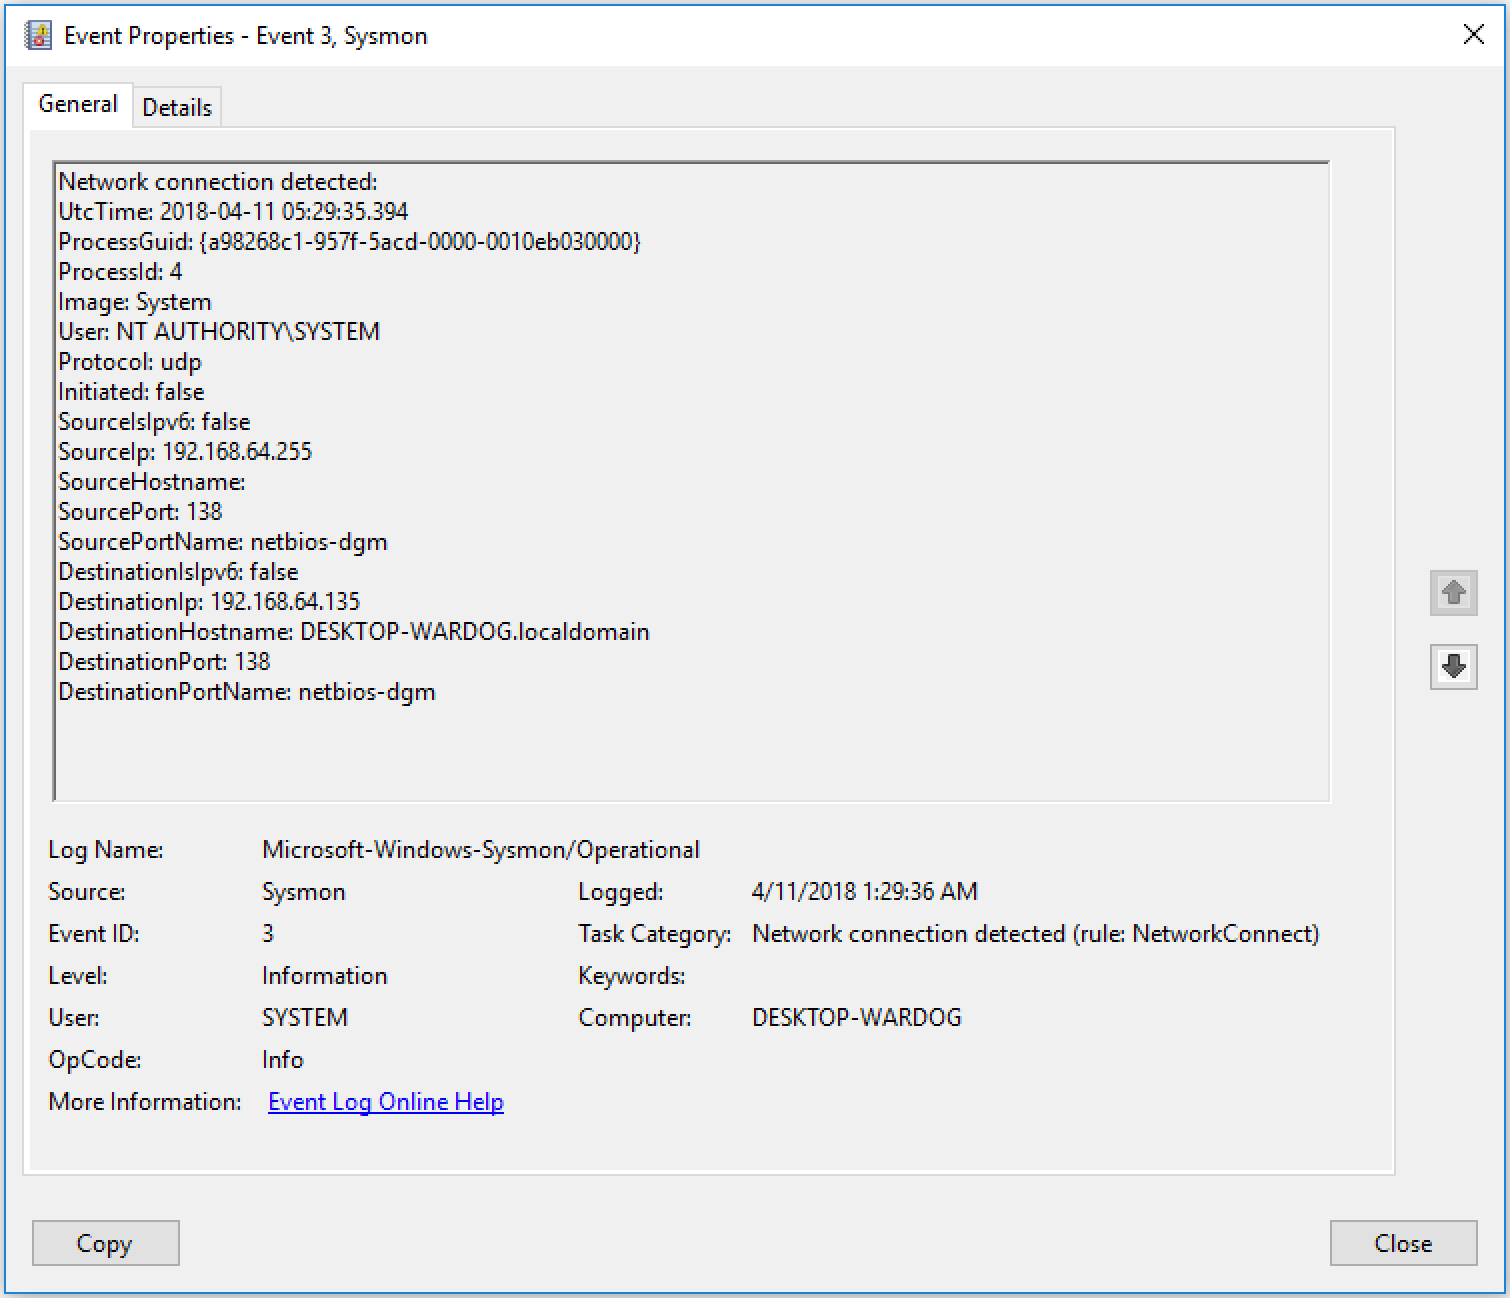 Event Properties - Event 3, Sysmon
General Details
Network connection detected:
UtcTime: 2018-04-11 05:29:35.394
ProcessGuid: {a98268c1-957f-5acd-0000-0010eb030000}
ProcessId: 4
Image: System
User: NT AUTHORITY\SYSTEM
Protocol: udp
Initiated: false
SourceIsIpv6: false
SourceIp: 192.168.64.255
SourceHostname:
SourcePort: 138
SourcePortName: netbios-dgm
DestinationIsIpv6: false
DestinationIp: 192.168.64.135
DestinationHostname: DESKTOP-WARDOG.localdomain
DestinationPort: 138
DestinationPortName: netbios-dgm
Log Name: Microsoft-Windows-Sysmon/Operational
Source: Sysmon Logged: 4/11/2018 1:29:36 AM
Event ID: 3 Task Category: Network connection detected (rule: NetworkConnect)
Level: Information Keywords:
User: SYSTEM Computer: DESKTOP-WARDOG
OpCode: Info
More Information: Event Log Online Help
Copy Close